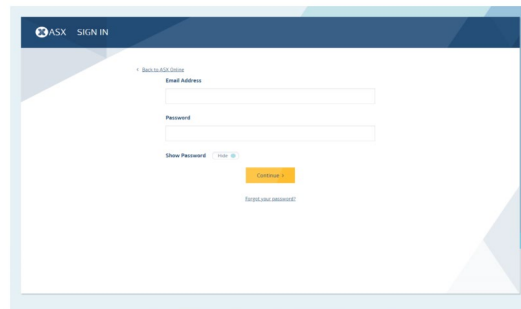 ASX SIGN IN
Back to ASX Online
Email Address
Password
Show Password Hide
Continue
Forgot your password?